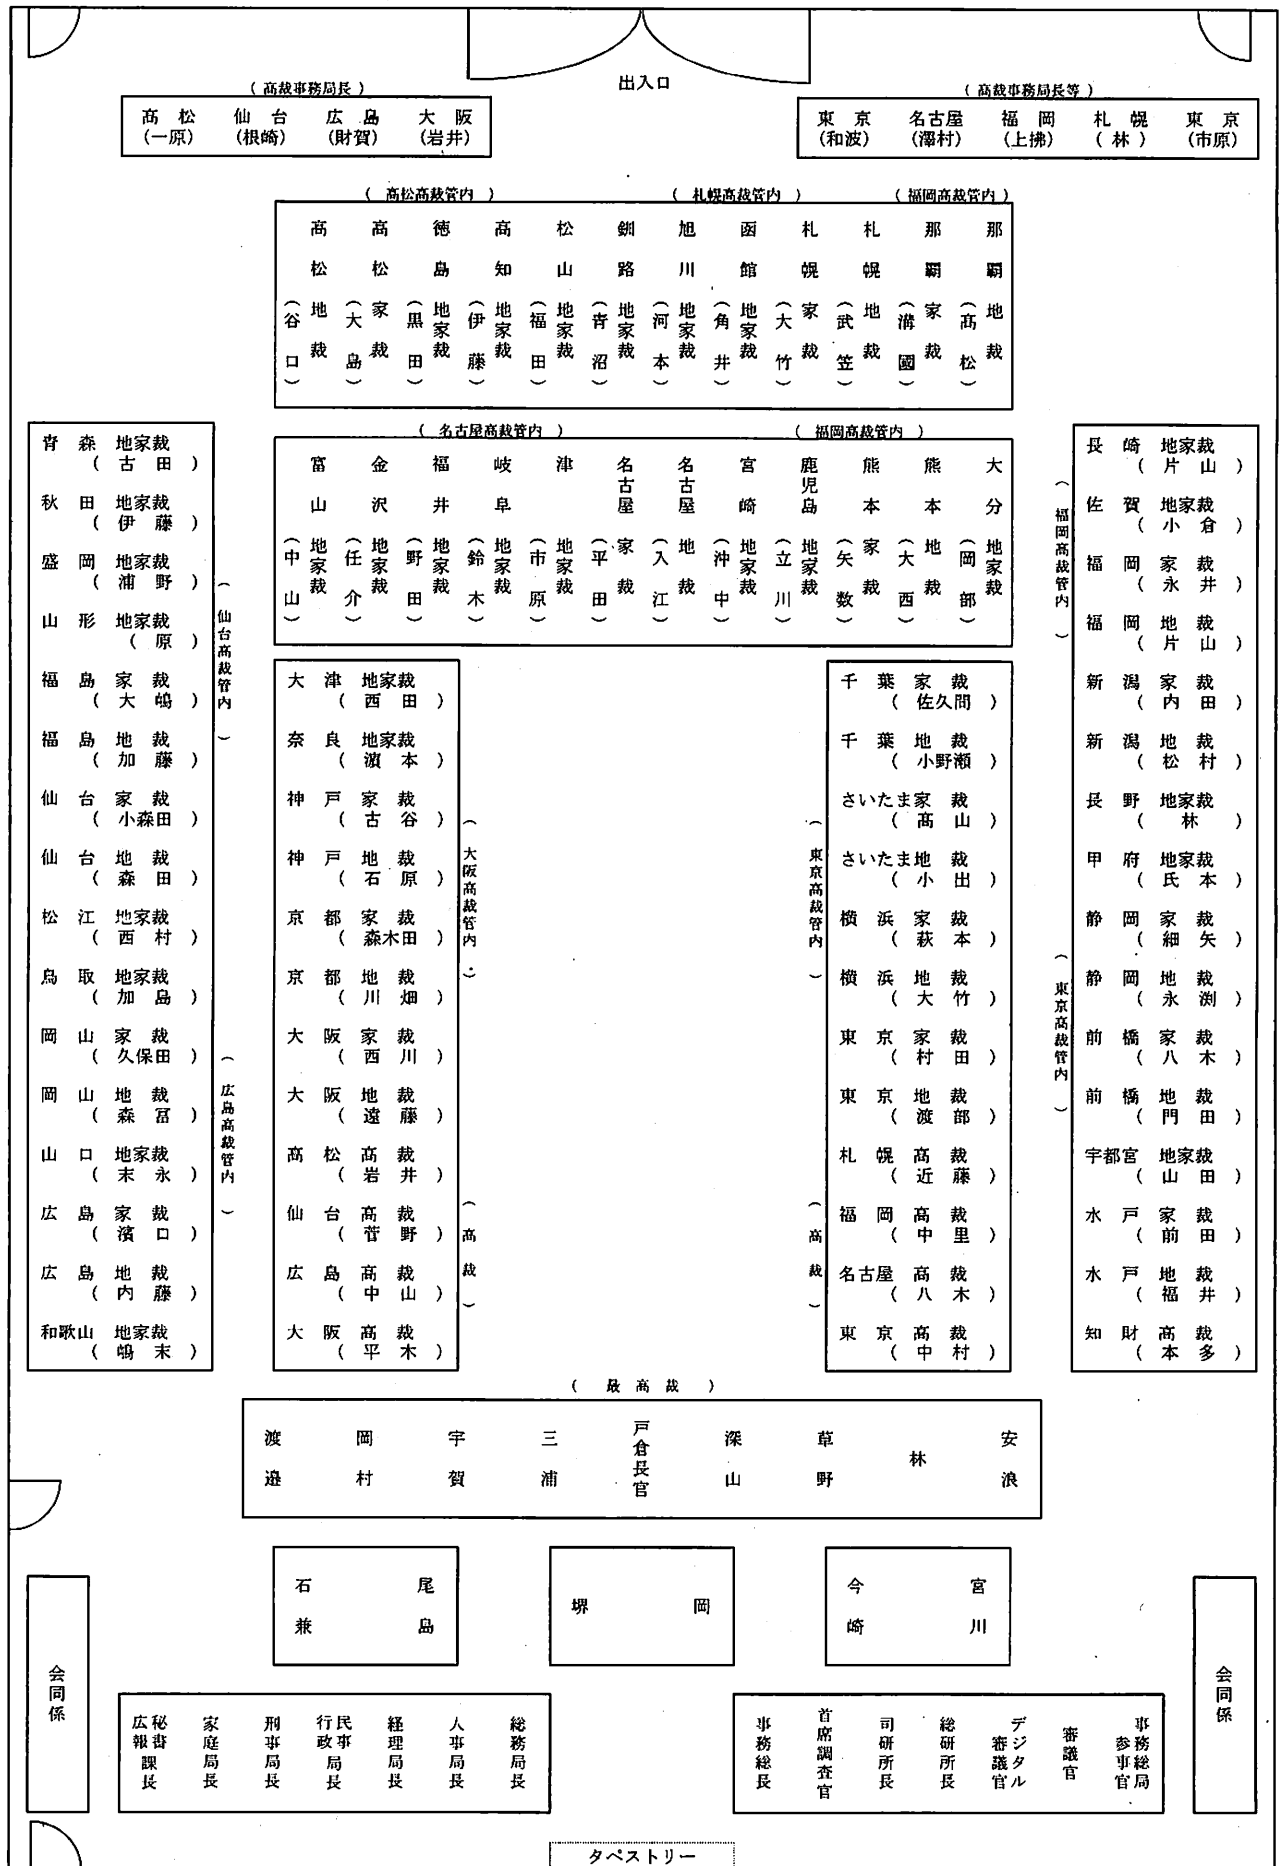 出入口
( 高裁事務局長 )
高松 仙台 広島 大阪
(一原) (根崎) (財賀) (岩井)
( 高裁事務局長等 )
東京 名古屋 福岡 札幌 東京
(和波) (澤村) (上拂) (林) (市原)
( 高松高裁管内 ) ( 札幌高裁管内 ) ( 福岡高裁管内 )
高松地裁 (谷口)
高松家裁 (大島)
徳島地家裁 (黒田)
高知地家裁 (伊藤)
松山地家裁 (福田)
釧路地家裁 (青沼)
旭川地家裁 (河本)
函館地家裁 (角井)
札幌家裁 (大竹)
札幌地裁 (武笠)
那覇家裁 (溝國)
那覇地裁 (髙松)
( 名古屋高裁管内 ) ( 福岡高裁管内 )
富山地家裁 (中山)
金沢地家裁 (任介)
福井地家裁 (野田)
岐阜地家裁 (鈴木)
津地家裁 (市原)
名古屋家裁 (平田)
名古屋地裁 (入江)
宮崎地家裁 (沖中)
鹿児島地家裁 (立川)
熊本家裁 (矢数)
熊本地裁 (大西)
大分地家裁 (岡部)
青森 地家裁
( 古田 )
秋田 地家裁
( 伊藤 )
盛岡 地家裁
( 浦野 )
山形 地家裁
( 原 )
福島 家裁
( 大嶋 )
福島 地裁
( 加藤 )
仙台 家裁
( 小森田 )
仙台 地裁
( 森田 )
( 仙台高裁管内 )
松江 地家裁
( 西村 )
鳥取 地家裁
( 加島 )
岡山 家裁
( 久保田 )
岡山 地裁
( 森冨 )
山口 地家裁
( 末永 )
広島 家裁
( 濱口 )
広島 地裁
( 内藤 )
( 広島高裁管内 )
和歌山 地家裁
( 嶋末 )
大津 地家裁
( 西田 )
奈良 地家裁
( 濵本 )
神戸 家裁
( 古谷 )
神戸 地裁
( 石原 )
京都 家裁
( 森木田 )
京都 地裁
( 川畑 )
大阪 家裁
( 西川 )
大阪 地裁
( 遠藤 )
( 大阪高裁管内 )
高松 高裁
( 岩井 )
仙台 高裁
( 菅野 )
広島 高裁
( 中山 )
大阪 高裁
( 平木 )
( 高裁 )
千葉 家裁
( 佐久間 )
千葉 地裁
( 小野瀬 )
さいたま家裁
( 髙山 )
さいたま地裁
( 小出 )
横浜 家裁
( 萩本 )
横浜 地裁
( 大竹 )
東京 家裁
( 村田 )
東京 地裁
( 渡部 )
( 東京高裁管内 )
札幌 高裁
( 近藤 )
福岡 高裁
( 中里 )
名古屋 高裁
( 八木 )
東京 高裁
( 中村 )
( 高裁 )
長崎 地家裁
( 片山 )
佐賀 地家裁
( 小倉 )
福岡 家裁
( 永井 )
福岡 地裁
( 片山 )
( 福岡高裁管内 )
新潟 家裁
( 内田 )
新潟 地裁
( 松村 )
長野 地家裁
( 林 )
甲府 地家裁
( 氏本 )
静岡 家裁
( 細矢 )
静岡 地裁
( 永渕 )
前橋 家裁
( 八木 )
前橋 地裁
( 門田 )
宇都宮 地家裁
( 山田 )
水戸 家裁
( 前田 )
水戸 地裁
( 福井 )
( 東京高裁管内 )
知財 高裁
( 本多 )
( 最高裁 )
渡邉 岡村 宇賀 三浦 戸倉長官 深山 草野 林 安浪
石兼 尾島
堺 岡
今崎 宮川
会同係
秘書広報課長
家庭局長
刑事局長
民事行政局長
経理局長
人事局長
総務局長
事務総長
首席調査官
司研所長
総研所長
デジタル審議官
審議官
事務総局参事官
会同係
タペストリー